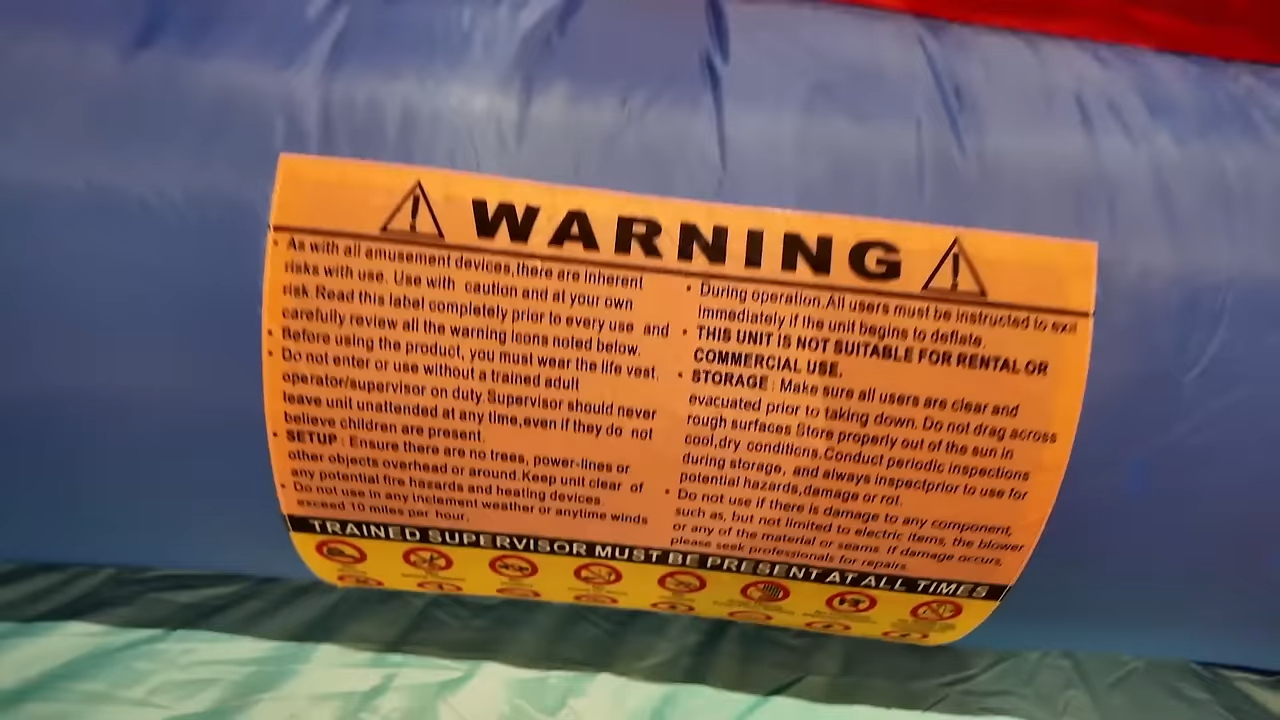 WARNING
• As with all amusement devices,there are inherent
risks with use. Use with caution and at your own
risk.Read this label completely prior to every use and
carefully review all the warning icons noted below.
• Before using the product, you must wear the life vest.
• Do not enter or use without a trained adult
operator/supervisor on duty.Supervisor should never
leave unit unattended at any time,even if they do not
believe children are present.
• SETUP : Ensure there are no trees, power-lines or
other objects overhead or around.Keep unit clear of
any potential fire hazards and heating devices.
• Do not use in any inclement weather or anytime winds
exceed 10 miles per hour.
• During operation.All users must be instructed to exit
immediately if the unit begins to deflate.
• THIS UNIT IS NOT SUITABLE FOR RENTAL OR
COMMERCIAL USE.
• STORAGE : Make sure all users are clear and
evacuated prior to taking down. Do not drag across
rough surfaces Store properly out of the sun in
cool,dry conditions.Conduct periodic inspections
during storage, and always inspectprior to use for
potential hazards,damage or rot.
• Do not use if there is damage to any component,
such as, but not limited to electric items, the blower
or any of the material or seams. If damage occurs,
please seek professionals for repairs.
TRAINED SUPERVISOR MUST BE PRESENT AT ALL TIMES